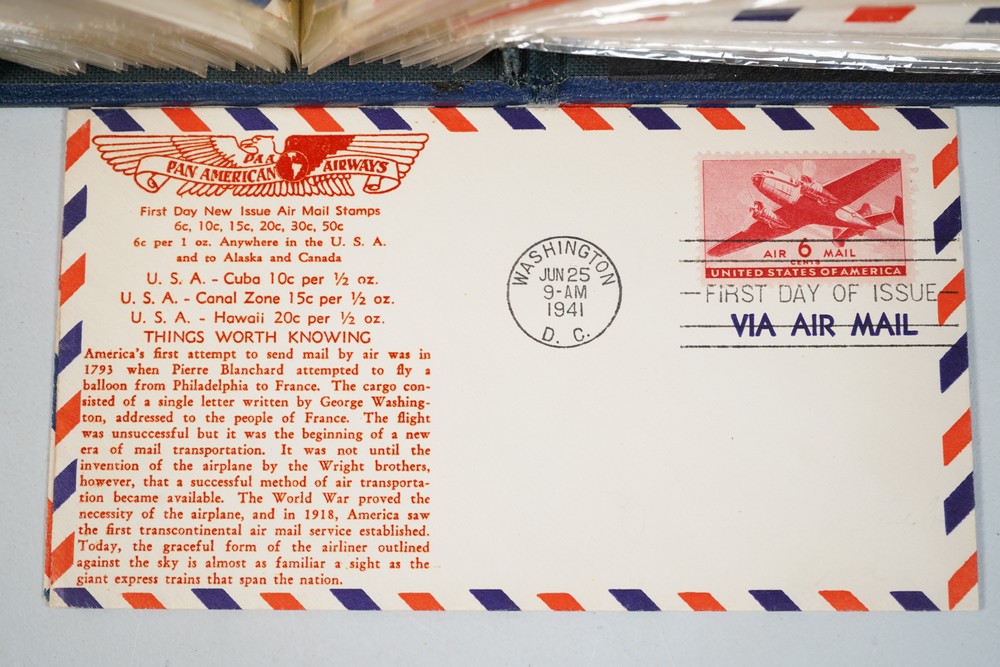 PAA
PAN AMERICAN AIRWAYS
First Day New Issue Air Mail Stamps
6c, 10c, 15c, 20c, 30c, 50c
6c per 1 oz. Anywhere in the U. S. A.
and to Alaska and Canada
U. S. A. - Cuba 10c per ½ oz.
U. S. A. - Canal Zone 15c per ½ oz.
U. S. A. - Hawaii 20c per ½ oz.
THINGS WORTH KNOWING
America's first attempt to send mail by air was in
1793 when Pierre Blanchard attempted to fly a
balloon from Philadelphia to France. The cargo con-
sisted of a single letter written by George Washing-
ton, addressed to the people of France. The flight
was unsuccessful but it was the beginning of a new
era of mail transportation. It was not until the
invention of the airplane by the Wright brothers,
however, that a successful method of air transporta-
tion became available. The World War proved the
necessity of the airplane, and in 1918, America saw
the first transcontinental air mail service established.
Today, the graceful form of the airliner outlined
against the sky is almost as familiar a sight as the
giant express trains that span the nation.
WASHINGTON
JUN 25
9-AM
1941
D. C.
AIR 6 MAIL
CENTS
UNITED STATES OF AMERICA
FIRST DAY OF ISSUE
VIA AIR MAIL